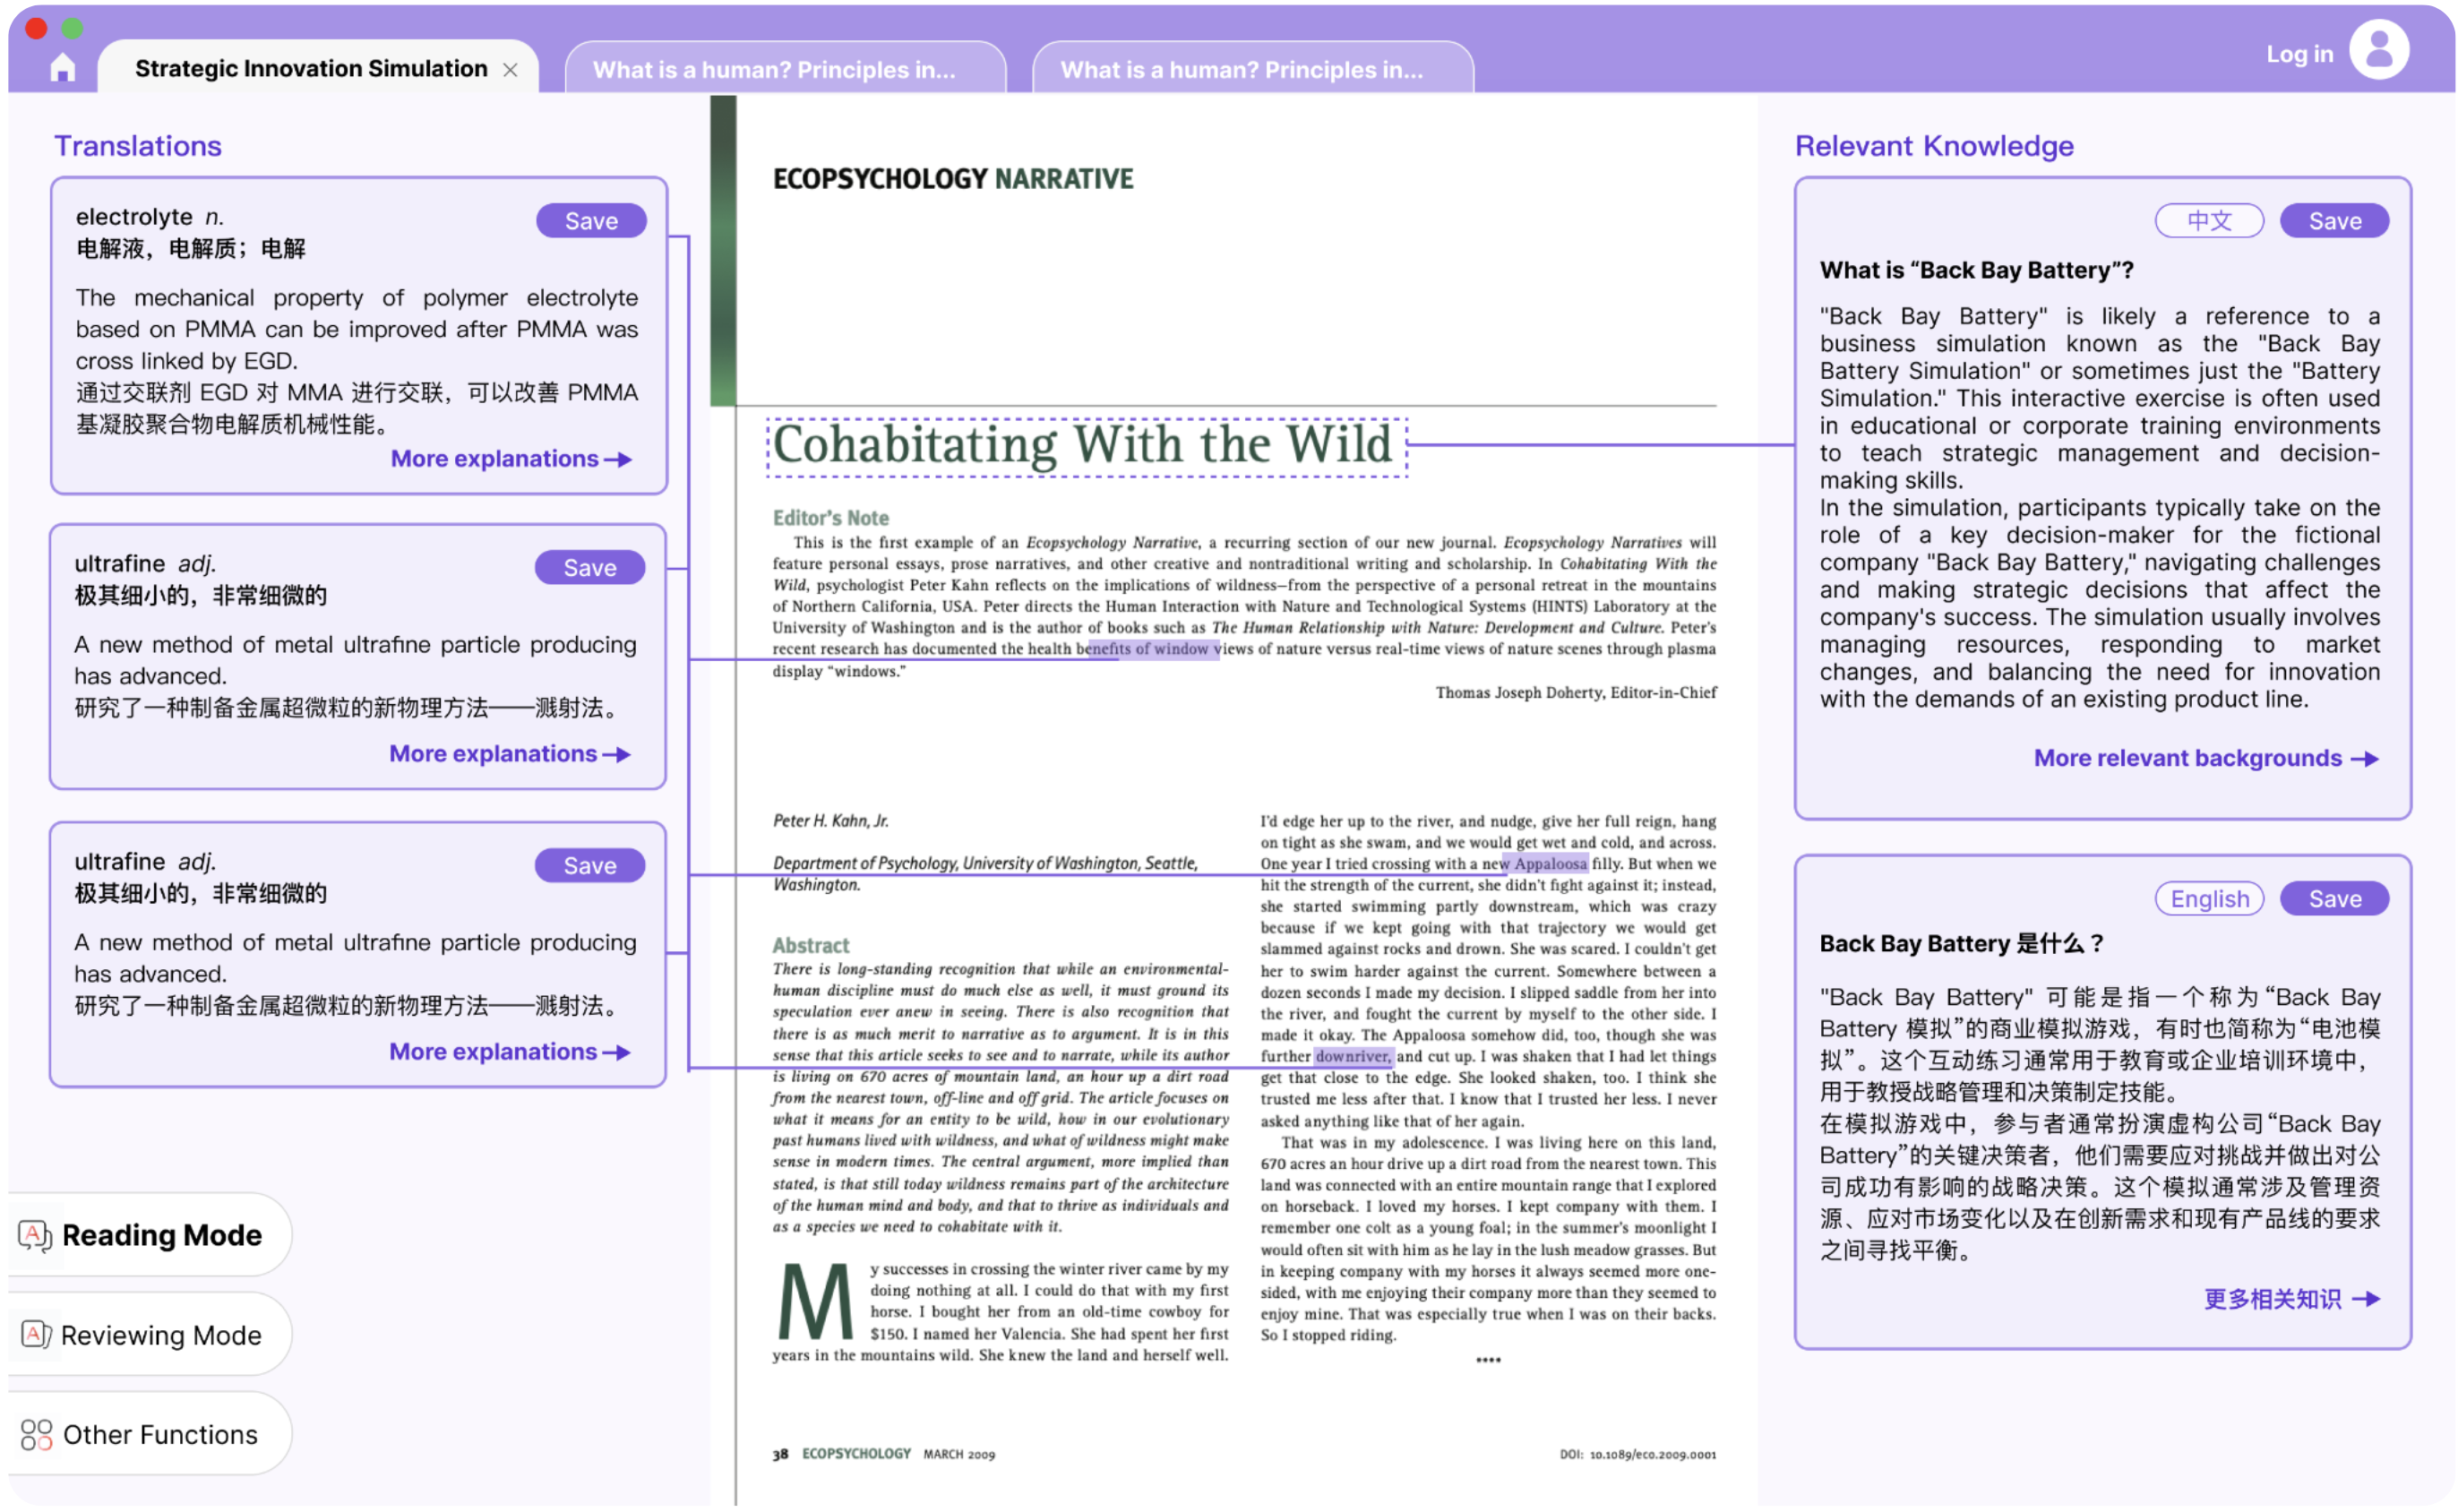 Strategic Innovation Simulation ×
What is a human? Principles in...
What is a human? Principles in...
Log in
Translations
electrolyte n.
Save
电解液，电解质；电解
The mechanical property of polymer electrolyte
based on PMMA can be improved after PMMA was
cross linked by EGD.
通过交联剂 EGD 对 MMA 进行交联，可以改善 PMMA
基凝胶聚合物电解质机械性能。
More explanations
ultrafine adj.
Save
极其细小的，非常细微的
A new method of metal ultrafine particle producing
has advanced.
研究了一种制备金属超微粒的新物理方法——溅射法。
More explanations
ultrafine adj.
Save
极其细小的，非常细微的
A new method of metal ultrafine particle producing
has advanced.
研究了一种制备金属超微粒的新物理方法——溅射法。
More explanations
Reading Mode
Reviewing Mode
Other Functions
ECOPSYCHOLOGY NARRATIVE
Cohabitating With the Wild
Editor's Note
This is the first example of an Ecopsychology Narrative, a recurring section of our new journal. Ecopsychology Narratives will
feature personal essays, prose narratives, and other creative and nontraditional writing and scholarship. In Cohabitating With the
Wild, psychologist Peter Kahn reflects on the implications of wildness—from the perspective of a personal retreat in the mountains
of Northern California, USA. Peter directs the Human Interaction with Nature and Technological Systems (HINTS) Laboratory at the
University of Washington and is the author of books such as The Human Relationship with Nature: Development and Culture. Peter's
recent research has documented the health benefits of window views of nature versus real-time views of nature scenes through plasma
display "windows."
Thomas Joseph Doherty, Editor-in-Chief
Peter H. Kahn, Jr.
Department of Psychology, University of Washington, Seattle,
Washington.
Abstract
There is long-standing recognition that while an environmental-
human discipline must do much else as well, it must ground its
speculation ever anew in seeing. There is also recognition that
there is as much merit to narrative as to argument. It is in this
sense that this article seeks to see and to narrate, while its author
is living on 670 acres of mountain land, an hour up a dirt road
from the nearest town, off-line and off grid. The article focuses on
what it means for an entity to be wild, how in our evolutionary
past humans lived with wildness, and what of wildness might make
sense in modern times. The central argument, more implied than
stated, is that still today wildness remains part of the architecture
of the human mind and body, and that to thrive as individuals and
as a species we need to cohabitate with it.
My successes in crossing the winter river came by my
doing nothing at all. I could do that with my first
horse. I bought her from an old-time cowboy for
$150. I named her Valencia. She had spent her first
years in the mountains wild. She knew the land and herself well.
I'd edge her up to the river, and nudge, give her full reign, hang
on tight as she swam, and we would get wet and cold, and across.
One year I tried crossing with a new Appaloosa filly. But when we
hit the strength of the current, she didn't fight against it; instead,
she started swimming partly downstream, which was crazy
because if we kept going with that trajectory we would get
slammed against rocks and drown. She was scared. I couldn't get
her to swim harder against the current. Somewhere between a
dozen seconds I made my decision. I slipped saddle from her into
the river, and fought the current by myself to the other side. I
made it okay. The Appaloosa somehow did, too, though she was
further downriver, and cut up. I was shaken that I had let things
get that close to the edge. She looked shaken, too. I think she
trusted me less after that. I know that I trusted her less. I never
asked anything like that of her again.
That was in my adolescence. I was living here on this land,
670 acres an hour drive up a dirt road from the nearest town. This
land was connected with an entire mountain range that I explored
on horseback. I loved my horses. I kept company with them. I
remember one colt as a young foal; in the summer's moonlight I
would often sit with him as he lay in the lush meadow grasses. But
in keeping company with my horses it always seemed more one-
sided, with me enjoying their company more than they seemed to
enjoy mine. That was especially true when I was on their backs.
So I stopped riding.
****
38 ECOPSYCHOLOGY MARCH 2009
DOI: 10.1089/eco.2009.0001
Relevant Knowledge
中文
Save
What is “Back Bay Battery”?
"Back Bay Battery" is likely a reference to a
business simulation known as the "Back Bay
Battery Simulation" or sometimes just the "Battery
Simulation." This interactive exercise is often used
in educational or corporate training environments
to teach strategic management and decision-
making skills.
In the simulation, participants typically take on the
role of a key decision-maker for the fictional
company "Back Bay Battery," navigating challenges
and making strategic decisions that affect the
company's success. The simulation usually involves
managing resources, responding to market
changes, and balancing the need for innovation
with the demands of an existing product line.
More relevant backgrounds
English
Save
Back Bay Battery 是什么？
"Back Bay Battery" 可能是指一个称为“Back Bay
Battery 模拟”的商业模拟游戏，有时也简称为“电池模
拟”。这个互动练习通常用于教育或企业培训环境中，
用于教授战略管理和决策制定技能。
在模拟游戏中，参与者通常扮演虚构公司“Back Bay
Battery”的关键决策者，他们需要应对挑战并做出对公
司成功有影响的战略决策。这个模拟通常涉及管理资
源、应对市场变化以及在创新需求和现有产品线的要求
之间寻找平衡。
更多相关知识